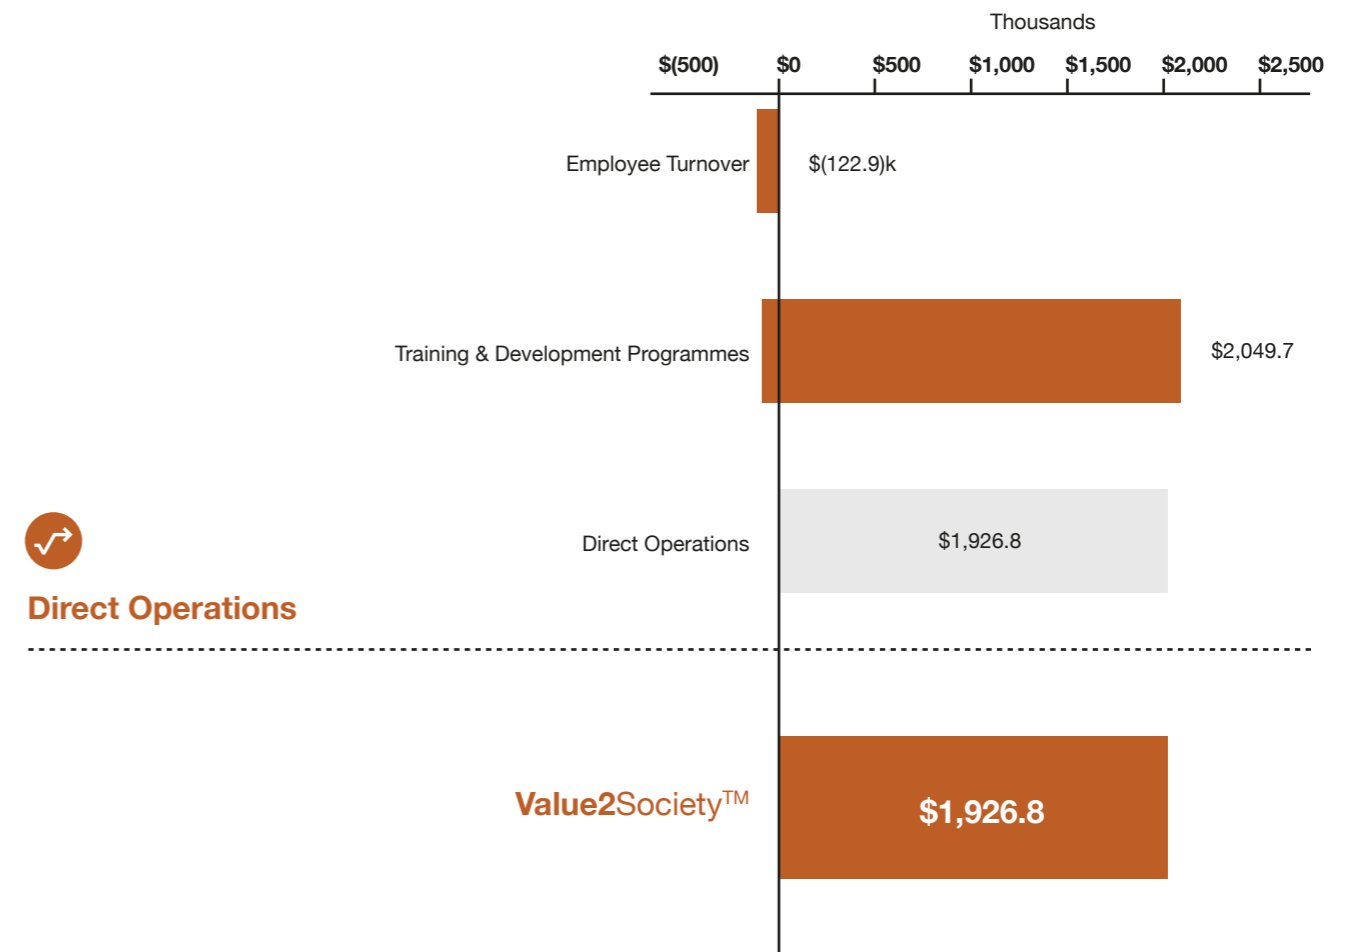 Thousands
$(500) $0 $500 $1,000 $1,500 $2,000 $2,500
Employee Turnover $(122.9)k
Training & Development Programmes $2,049.7
Direct Operations $1,926.8
Direct Operations
Value2Society™ $1,926.8